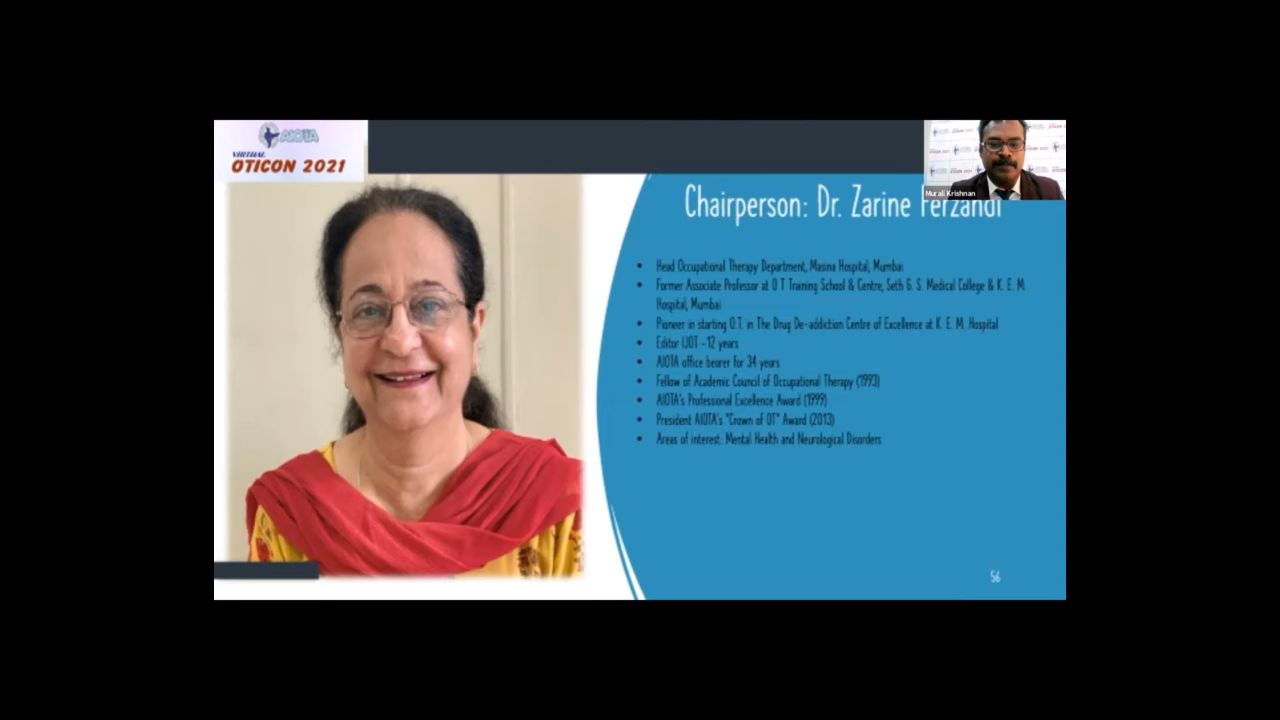 AIOTA
VIRTUAL
OTICON 2021
Murali Krishnan
Chairperson: Dr. Zarine Ferzandi
• Head Occupational Therapy Department, Masina Hospital, Mumbai
• Former Associate Professor at O T Training School & Centre, Seth G. S. Medical College & K. E. M.
Hospital, Mumbai
• Pioneer in starting O.T. in The Drug De-addiction Centre of Excellence at K. E. M. Hospital
• Editor IJOT -12 years
• AIOTA office bearer for 34 years
• Fellow of Academic Council of Occupational Therapy (1993)
• AIOTA's Professional Excellence Award (1999)
• President AIOTA's "Crown of OT" Award (2013)
• Areas of interest: Mental Health and Neurological Disorders
56